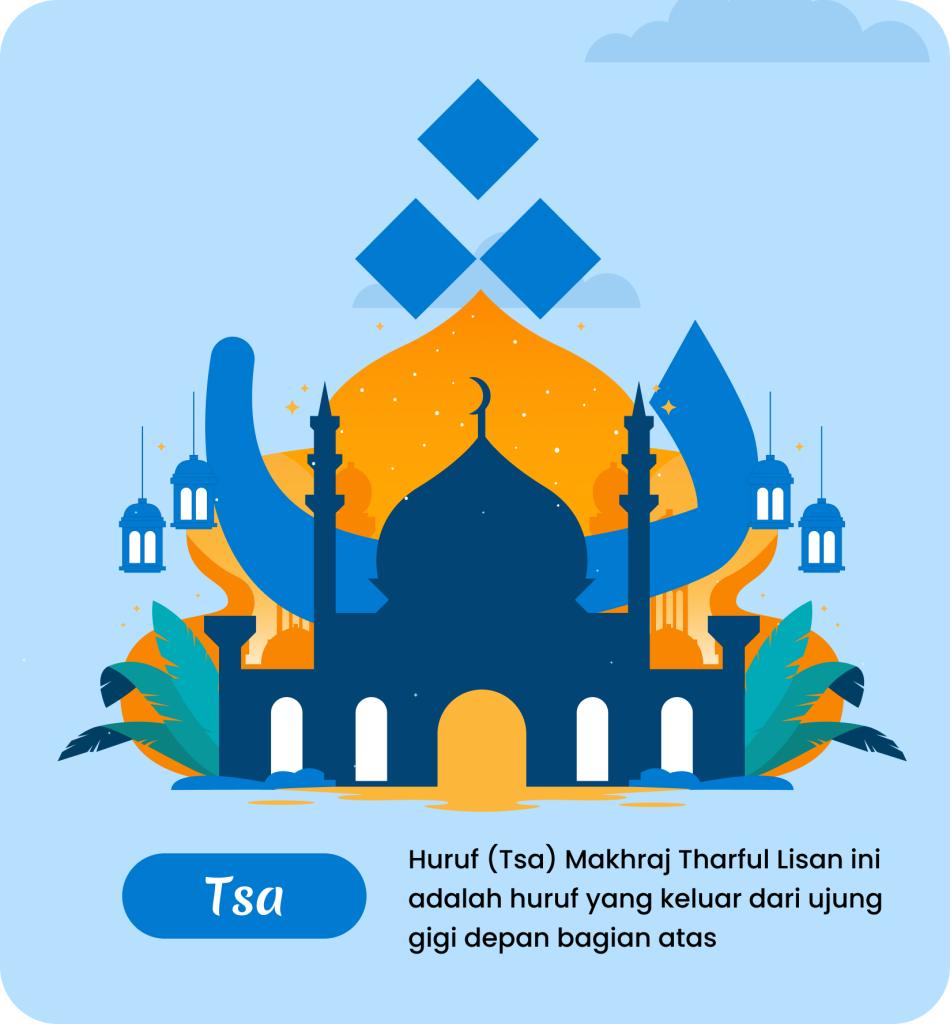 ث
Tsa
Huruf (Tsa) Makhraj Tharful Lisan ini
adalah huruf yang keluar dari ujung
gigi depan bagian atas